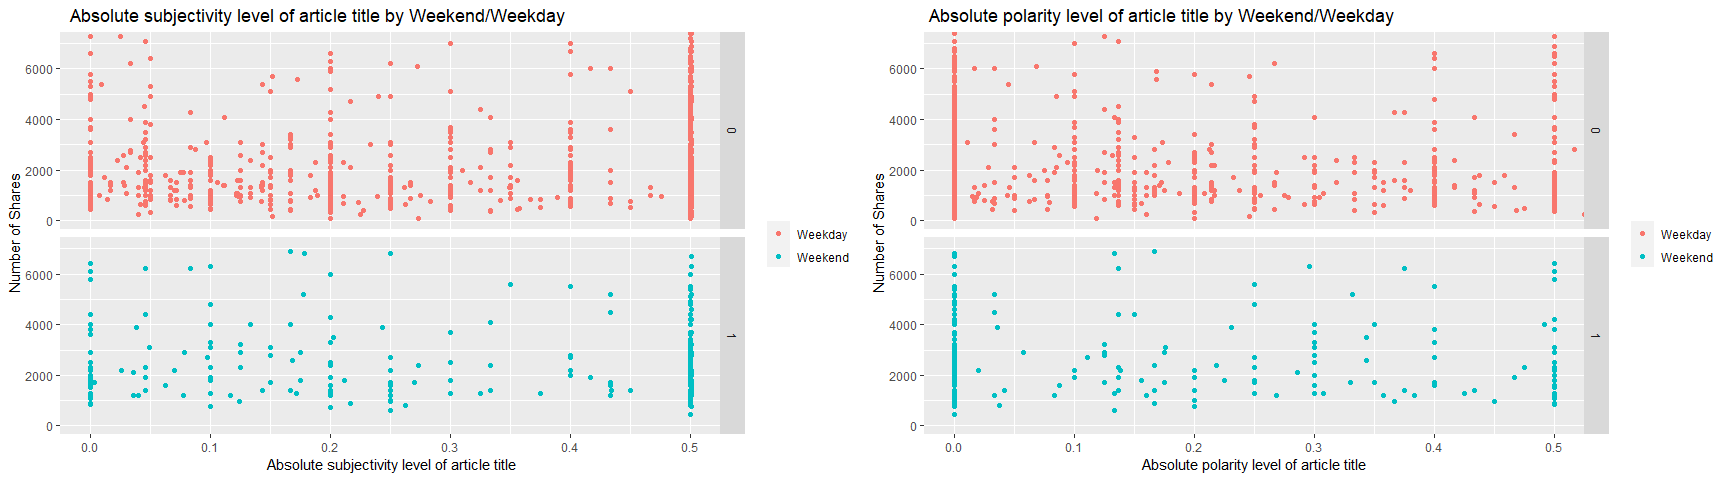 Absolute subjectivity level of article title by Weekend/Weekday
Number of Shares
6000
4000
2000
0
0
6000
4000
2000
0
1
0.0 0.1 0.2 0.3 0.4 0.5
Absolute subjectivity level of article title
Weekday
Weekend
Absolute polarity level of article title by Weekend/Weekday
Number of Shares
6000
4000
2000
0
0
6000
4000
2000
0
1
0.0 0.1 0.2 0.3 0.4 0.5
Absolute polarity level of article title
Weekday
Weekend